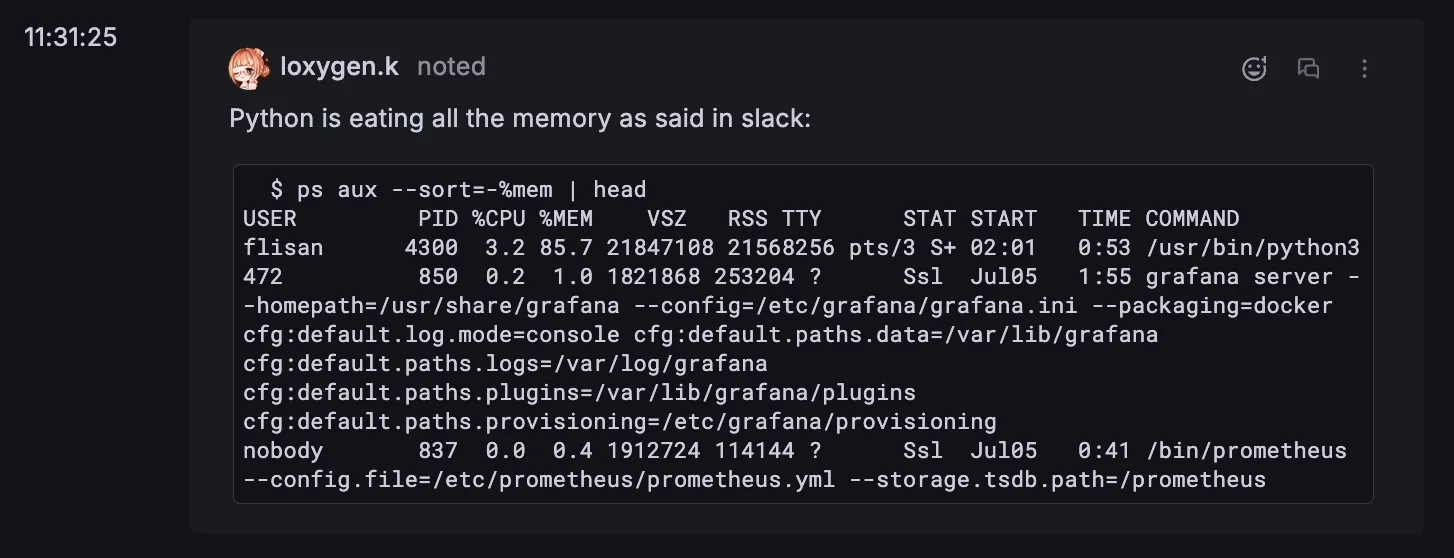 11:31:25
loxygen.k noted
Python is eating all the memory as said in slack:
$ ps aux --sort=-%mem | head
USER         PID %CPU %MEM    VSZ   RSS TTY      STAT START   TIME COMMAND
flisan      4300  3.2 85.7 21847108 21568256 pts/3 S+ 02:01   0:53 /usr/bin/python3
472          850  0.2  1.0 1821868 253204 ?      Ssl  Jul05   1:55 grafana server -
-homepath=/usr/share/grafana --config=/etc/grafana/grafana.ini --packaging=docker
cfg:default.log.mode=console cfg:default.paths.data=/var/lib/grafana
cfg:default.paths.logs=/var/log/grafana
cfg:default.paths.plugins=/var/lib/grafana/plugins
cfg:default.paths.provisioning=/etc/grafana/provisioning
nobody       837  0.0  0.4 1912724 114144 ?      Ssl  Jul05   0:41 /bin/prometheus
--config.file=/etc/prometheus/prometheus.yml --storage.tsdb.path=/prometheus